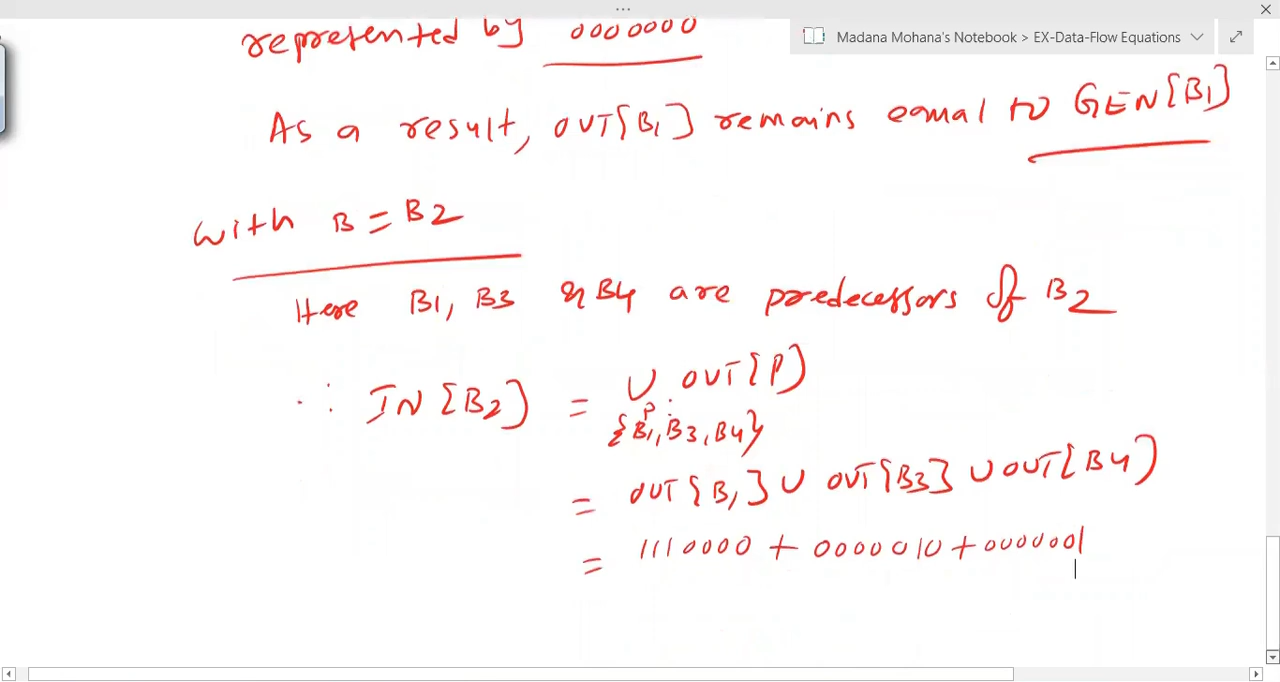 Madana Mohana's Notebook > EX-Data-Flow Equations
represented by 0000000
As a result, OUT[B1] remains equal to GEN[B1]
with B = B2
Here B1, B3 & B4 are predecessors of B2
∴ IN[B2] = ∪ OUT[P]
P:
{B1, B3, B4}
= OUT[B1] ∪ OUT[B3] ∪ OUT[B4]
= 1110000 + 0000010 + 0000001